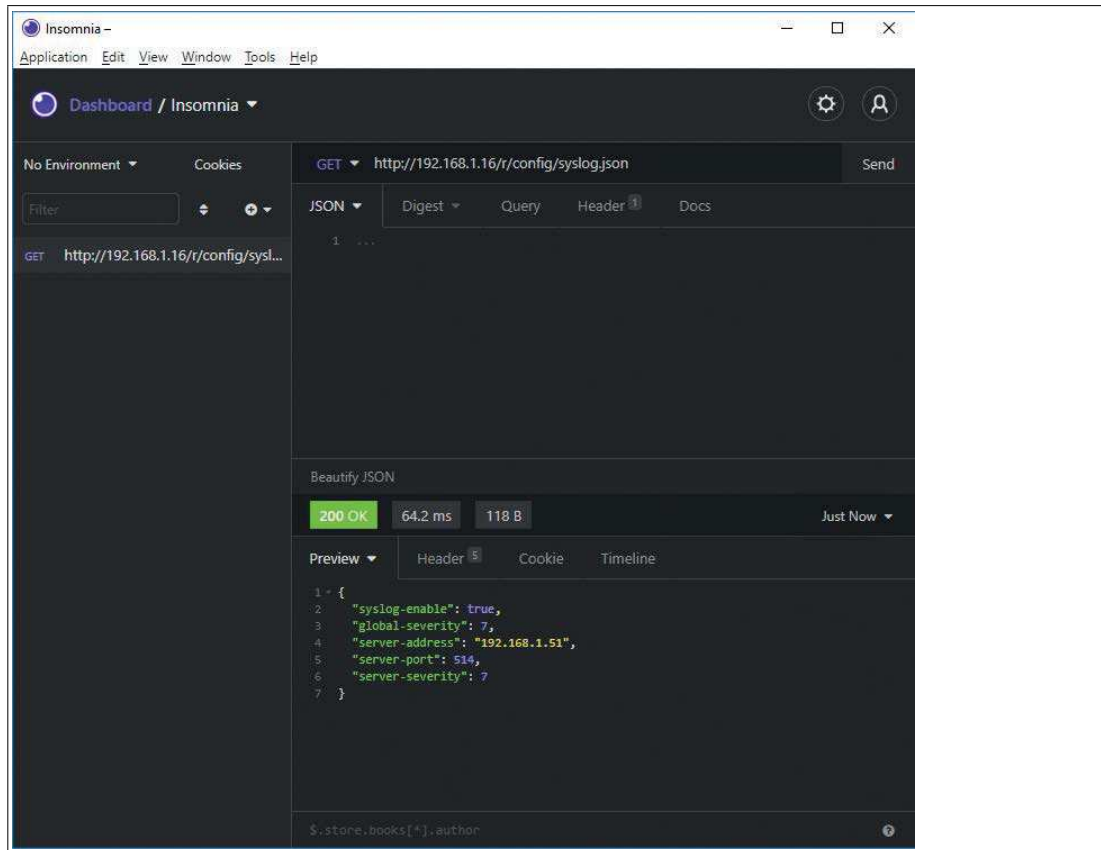 Insomnia –
Application Edit View Window Tools Help
Dashboard / Insomnia
No Environment Cookies
GET http://192.168.1.16/r/config/syslog.json Send
Filter
JSON Digest Query Header 1 Docs
1 ...
GET http://192.168.1.16/r/config/sysl...
Beautify JSON
200 OK 64.2 ms 118 B Just Now
Preview Header 5 Cookie Timeline
1 {
2 "syslog-enable": true,
3 "global-severity": 7,
4 "server-address": "192.168.1.51",
5 "server-port": 514,
6 "server-severity": 7
7 }
$.store.books[*].author